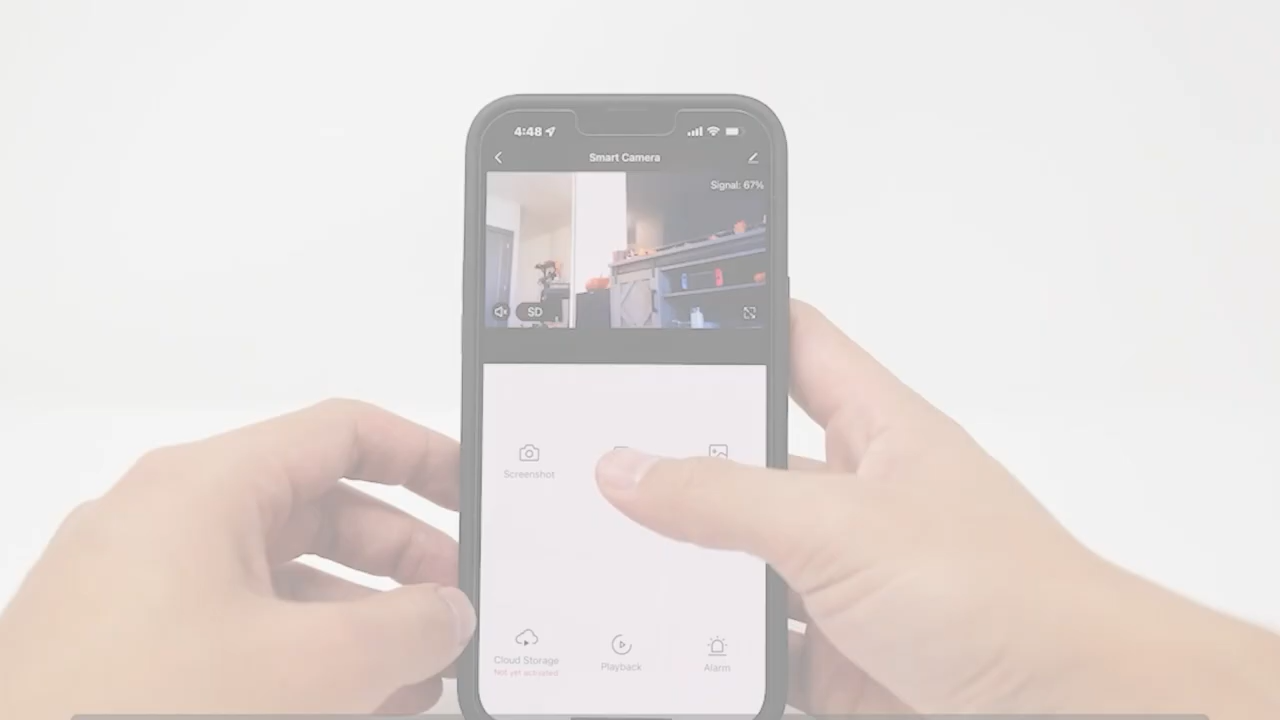 4:48
Smart Camera
Signal: 67%
SD
Screenshot
Cloud Storage
Not yet activated
Playback
Alarm